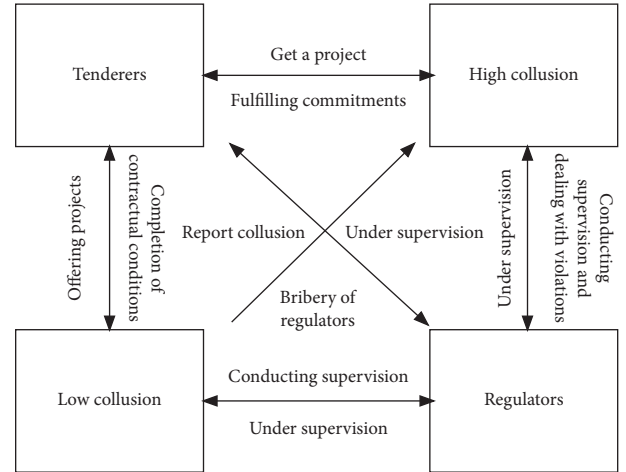 Tenderers
Get a project
Fulfilling commitments
High collusion
Offering projects
Completion of
contractual conditions
Report collusion
Under supervision
Bribery of
regulators
Under supervision
Conducting
supervision and
dealing with violations
Low collusion
Conducting supervision
Under supervision
Regulators